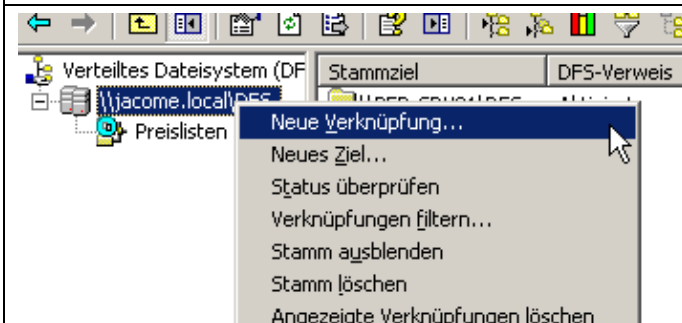 Verteiltes Dateisystem (DF
Stammziel
DFS-Verweis
\\jacome.local\DFS
Preislisten
Neue Verknüpfung...
Neues Ziel...
Status überprüfen
Verknüpfungen filtern...
Stamm ausblenden
Stamm löschen
Angezeigte Verknüpfungen löschen